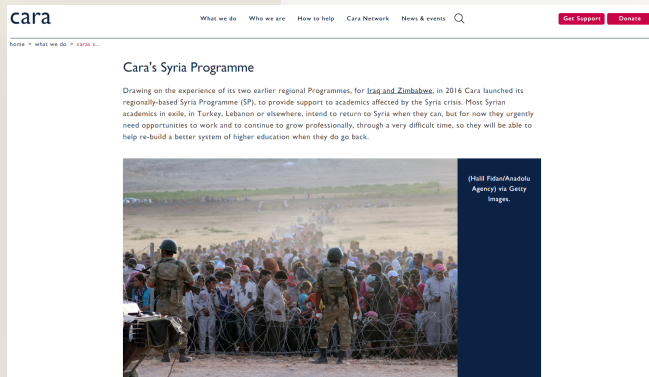 cara
What we do Who we are How to help Cara Network News & events
Get Support Donate
home » what we do » caras s...
Cara's Syria Programme
Drawing on the experience of its two earlier regional Programmes, for Iraq and Zimbabwe, in 2016 Cara launched its
regionally-based Syria Programme (SP), to provide support to academics affected by the Syria crisis. Most Syrian
academics in exile, in Turkey, Lebanon or elsewhere, intend to return to Syria when they can, but for now they urgently
need opportunities to work and to continue to grow professionally, through a very difficult time, so they will be able to
help re-build a better system of higher education when they do go back.
(Halil Fidan/Anadolu
Agency) via Getty
Images.